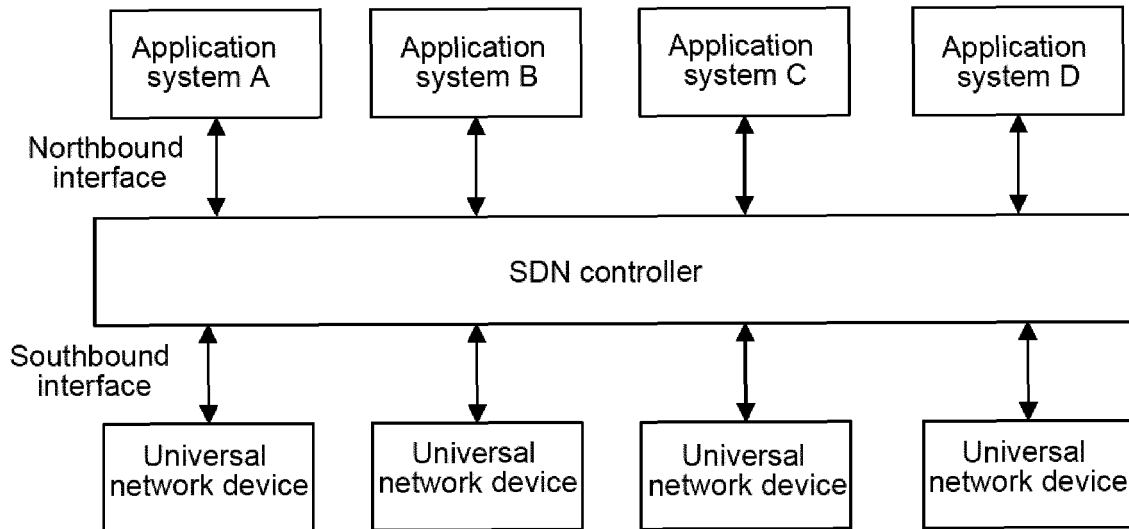 Application
system A
Application
system B
Application
system C
Application
system D
Northbound
interface
SDN controller
Southbound
interface
Universal
network device
Universal
network device
Universal
network device
Universal
network device